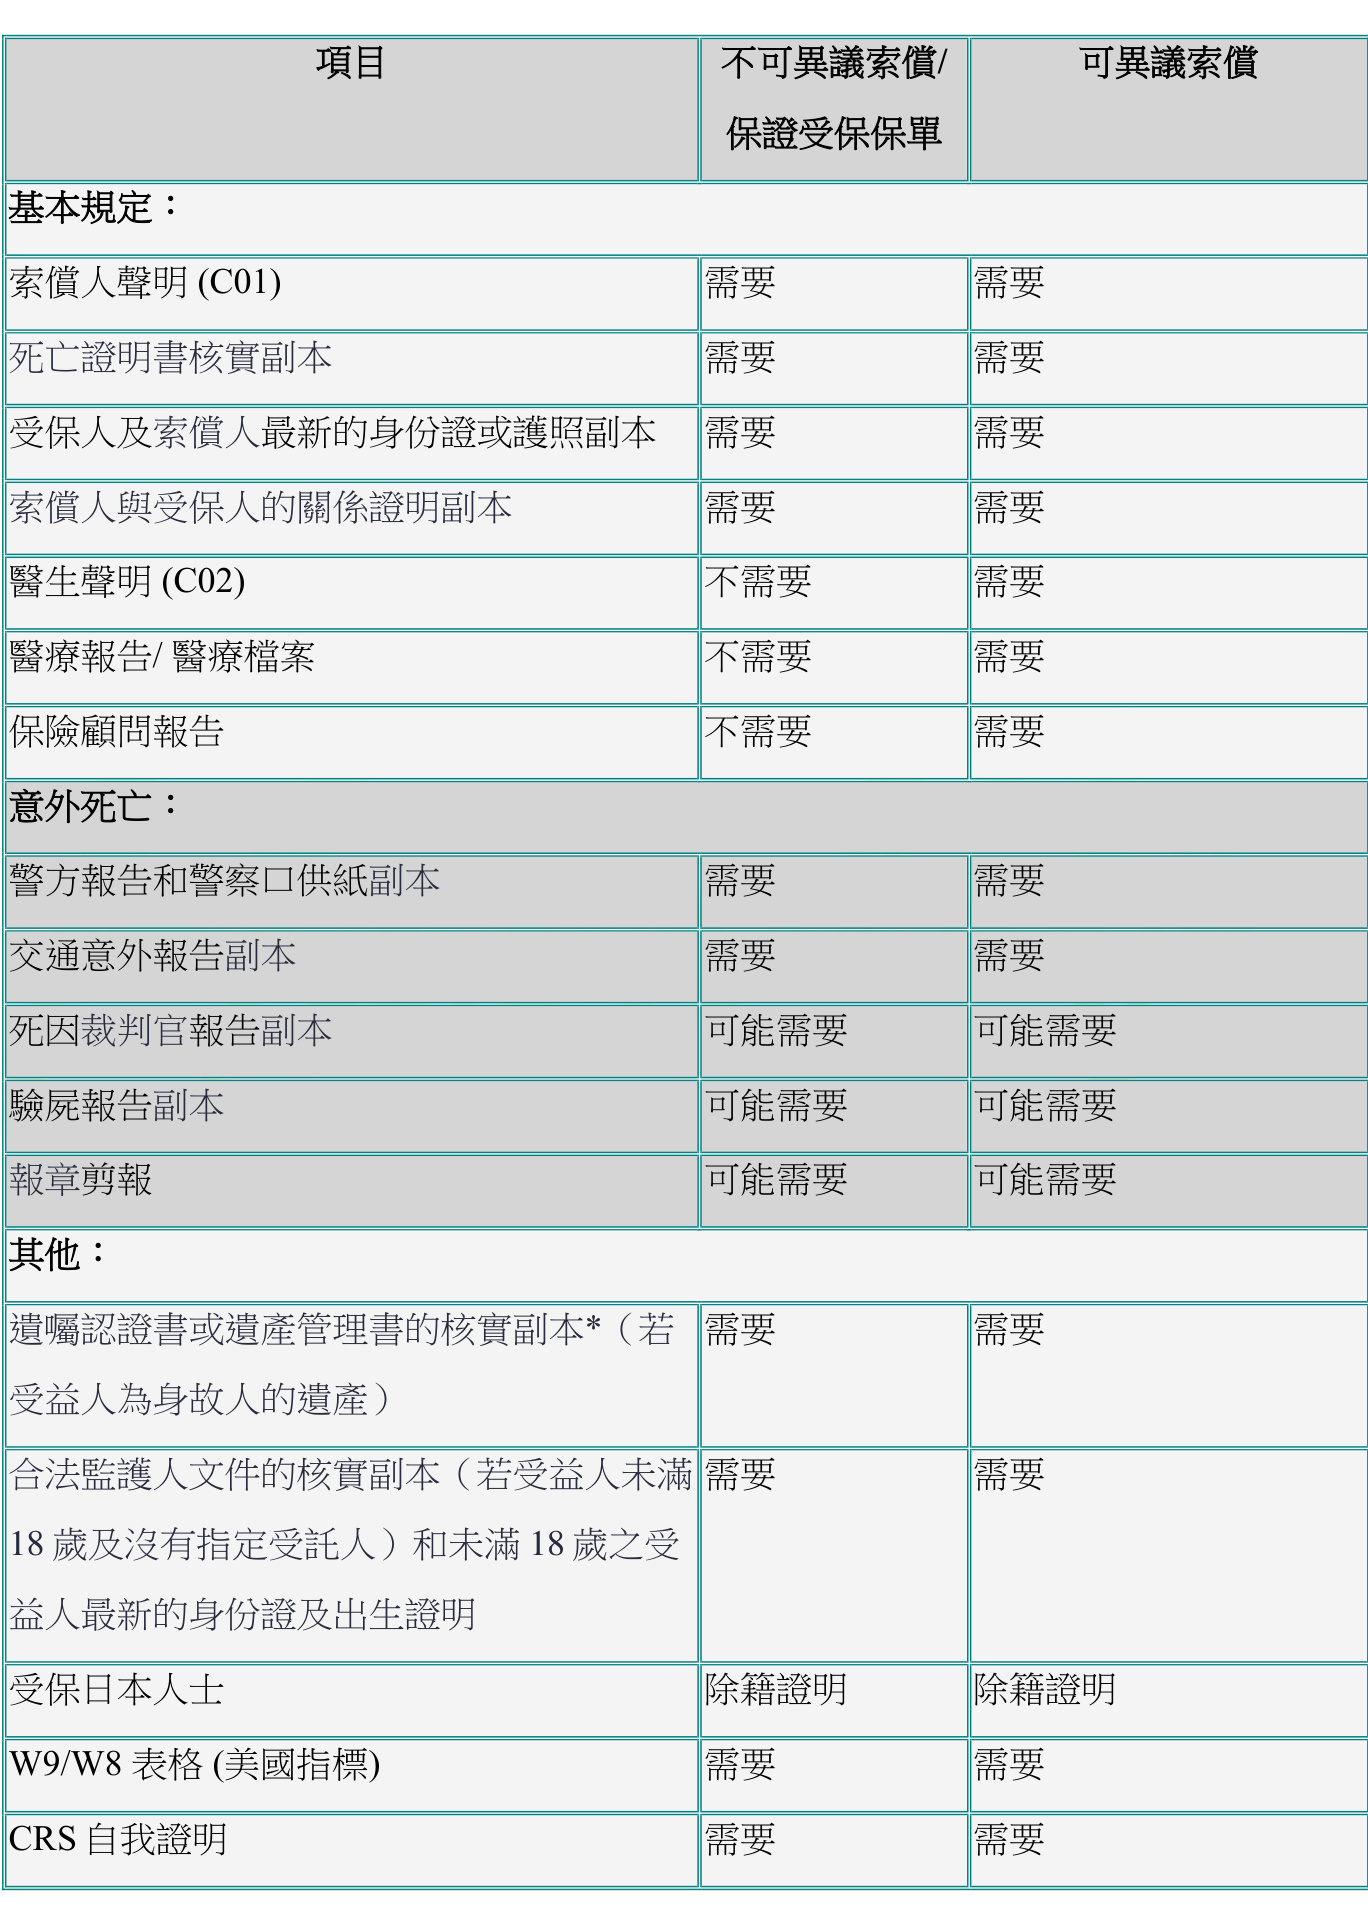 項目 不可異議索償/ 可異議索償
保證受保保單
基本規定：
索償人聲明 (C01) 需要 需要
死亡證明書核實副本 需要 需要
受保人及索償人最新的身份證或護照副本 需要 需要
索償人與受保人的關係證明副本 需要 需要
醫生聲明 (C02) 不需要 需要
醫療報告/ 醫療檔案 不需要 需要
保險顧問報告 不需要 需要
意外死亡：
警方報告和警察口供紙副本 需要 需要
交通意外報告副本 需要 需要
死因裁判官報告副本 可能需要 可能需要
驗屍報告副本 可能需要 可能需要
報章剪報 可能需要 可能需要
其他：
遺囑認證書或遺產管理書的核實副本*（若 需要 需要
受益人為身故人的遺產）
合法監護人文件的核實副本（若受益人未滿 需要 需要
18 歲及沒有指定受託人）和未滿 18 歲之受
益人最新的身份證及出生證明
受保日本人士 除籍證明 除籍證明
W9/W8 表格 (美國指標) 需要 需要
CRS 自我證明 需要 需要